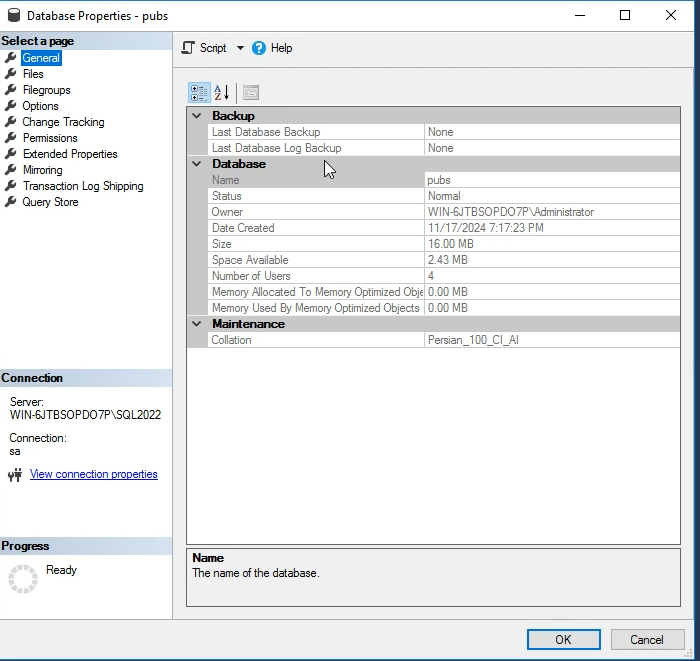 Database Properties - pubs
Select a page
General
Files
Filegroups
Options
Change Tracking
Permissions
Extended Properties
Mirroring
Transaction Log Shipping
Query Store
Connection
Server:
WIN-6JTBSOPDO7P\SQL2022
Connection:
sa
View connection properties
Progress
Ready
Script
Help
Backup
Last Database Backup None
Last Database Log Backup None
Database
Name pubs
Status Normal
Owner WIN-6JTBSOPDO7P\Administrator
Date Created 11/17/2024 7:17:23 PM
Size 16.00 MB
Space Available 2.43 MB
Number of Users 4
Memory Allocated To Memory Optimized Obje 0.00 MB
Memory Used By Memory Optimized Objects 0.00 MB
Maintenance
Collation Persian_100_CI_AI
Name
The name of the database.
OK Cancel